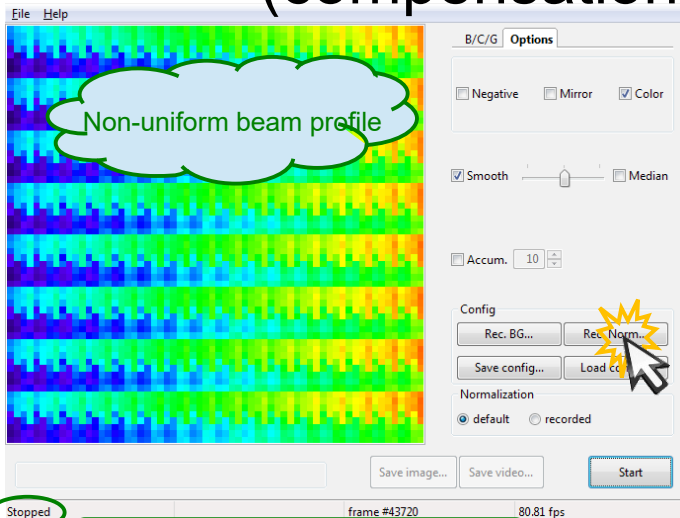 (compensation
File Help
B/C/G Options
Non-uniform beam profile
Negative Mirror Color
Smooth Median
Accum. 10
Config
Rec. BG... Rec. Norm...
Save config... Load
Normalization
default recorded
Save image... Save video... Start
Stopped frame #43720 80.81 fps